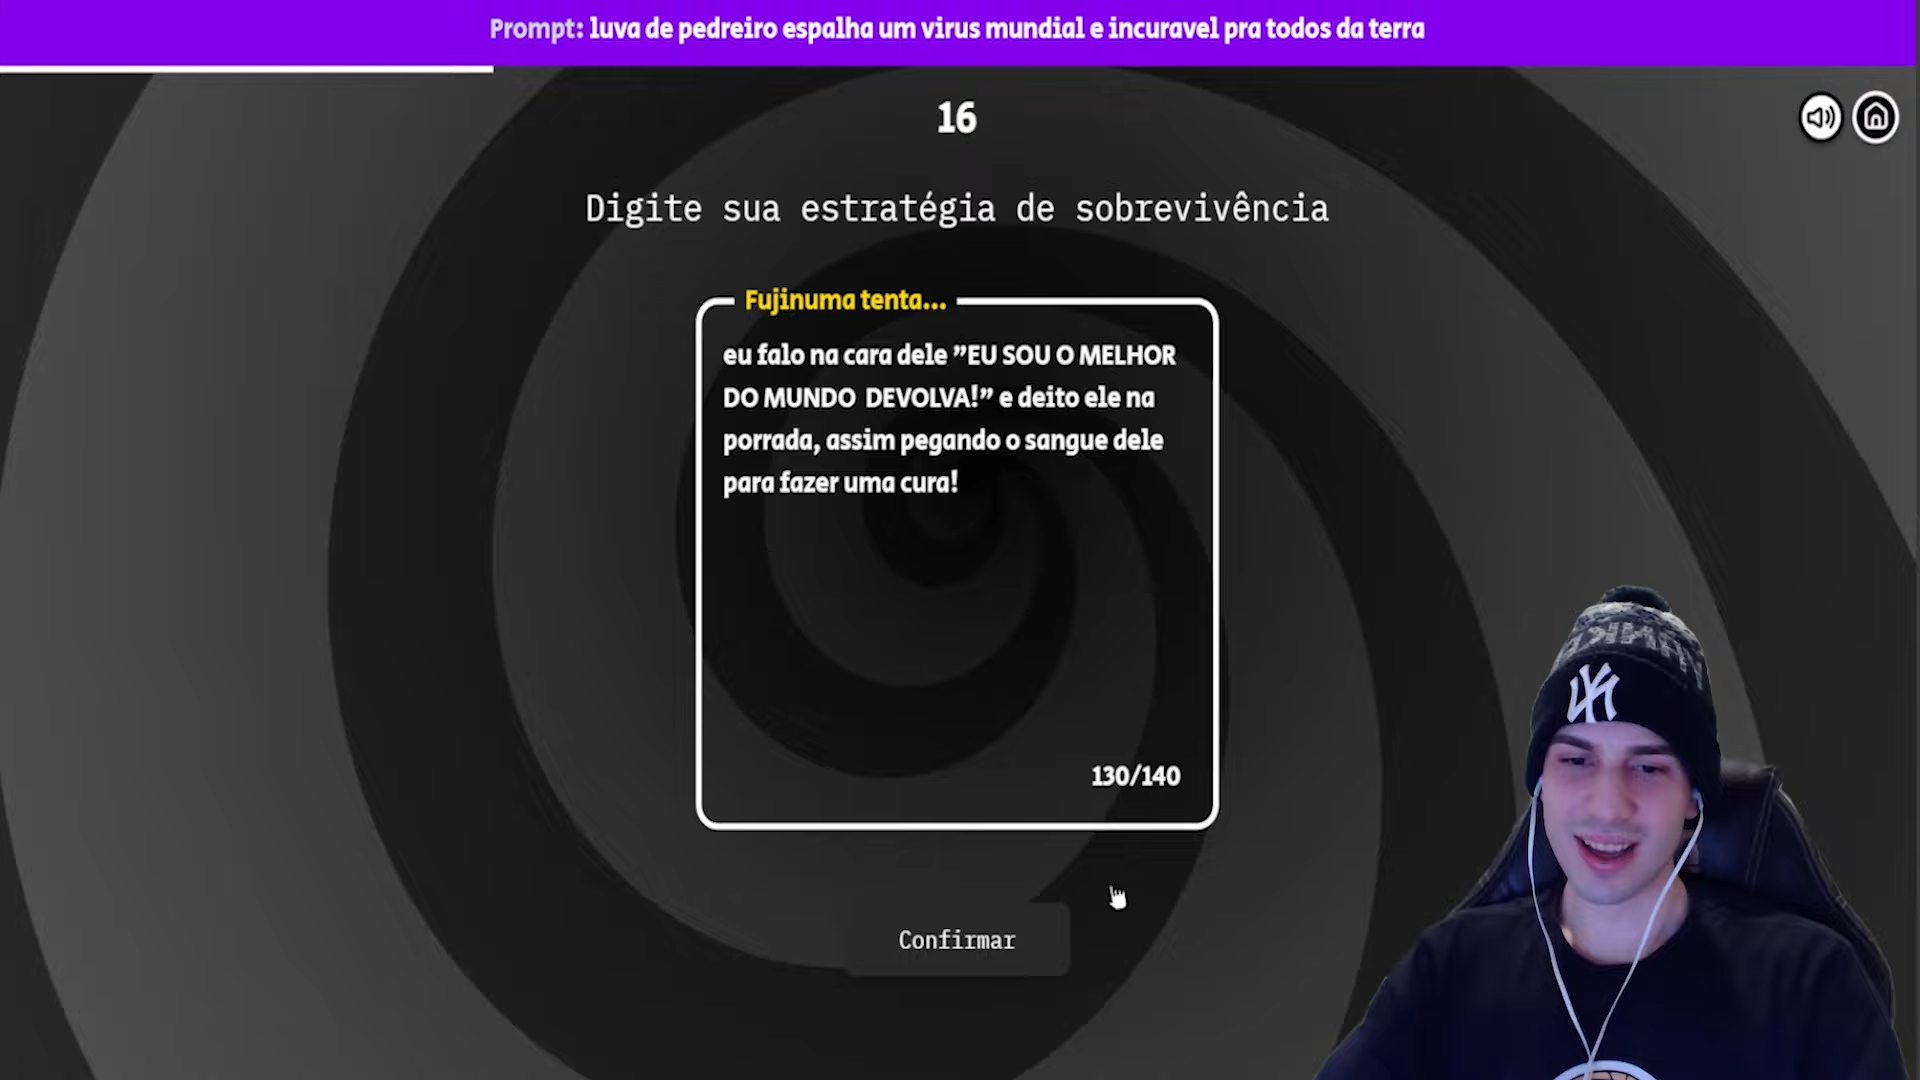 Prompt: luva de pedreiro espalha um virus mundial e incuravel pra todos da terra
16
Digite sua estratégia de sobrevivência
Fujinuma tenta...
eu falo na cara dele ”EU SOU O MELHOR
DO MUNDO  DEVOLVA!” e deito ele na
porrada, assim pegando o sangue dele
para fazer uma cura!
130/140
Confirmar